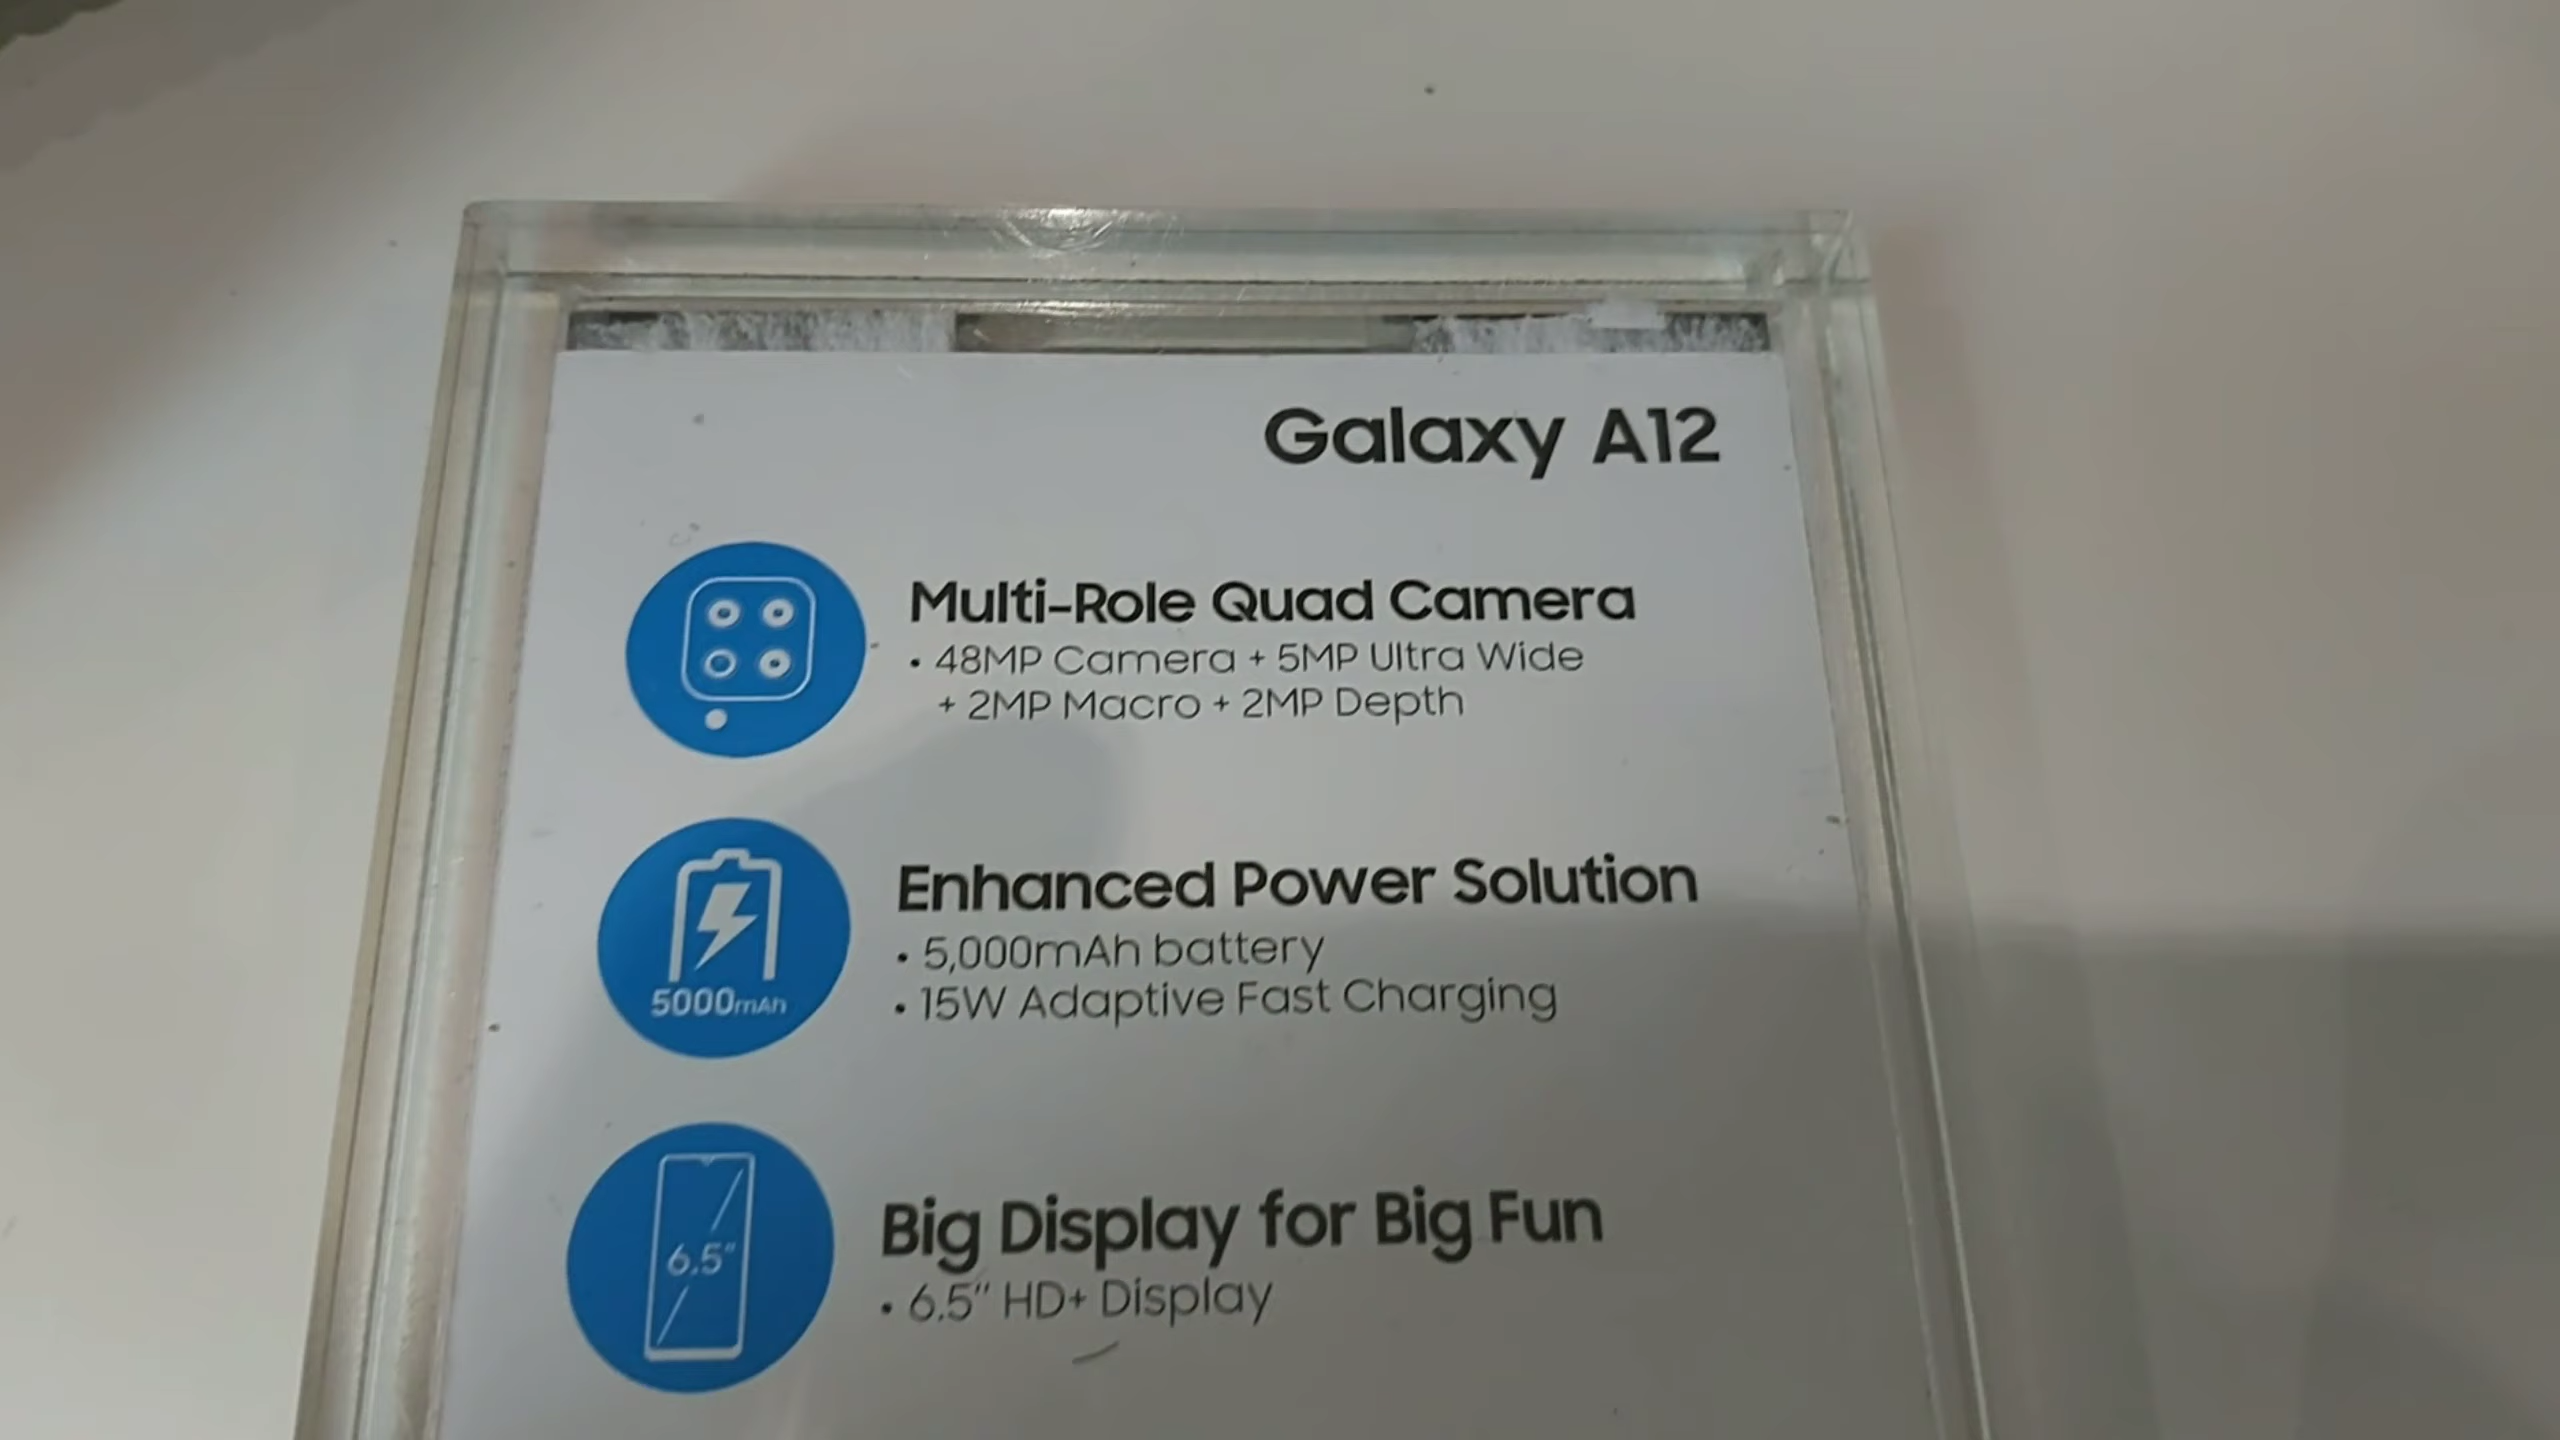 Galaxy A12
Multi-Role Quad Camera
• 48MP Camera + 5MP Ultra Wide
+ 2MP Macro + 2MP Depth
5000mAh
Enhanced Power Solution
• 5,000mAh battery
• 15W Adaptive Fast Charging
6.5"
Big Display for Big Fun
• 6.5" HD+ Display